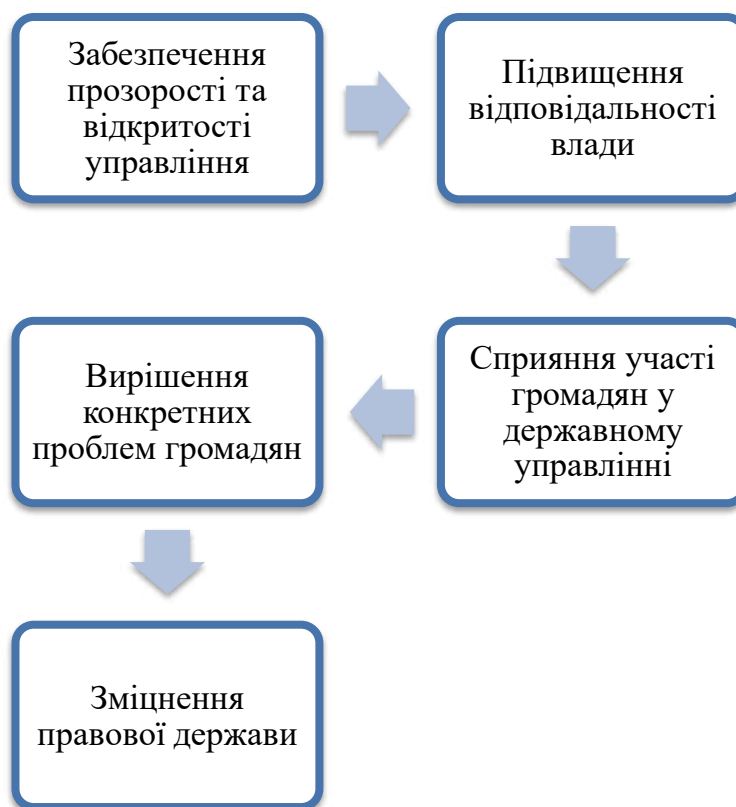 Забезпечення
прозорості та
відкритості
управління
Підвищення
відповідальності
влади
Сприяння участі
громадян у
державному
управлінні
Вирішення
конкретних
проблем громадян
Зміцнення
правової держави